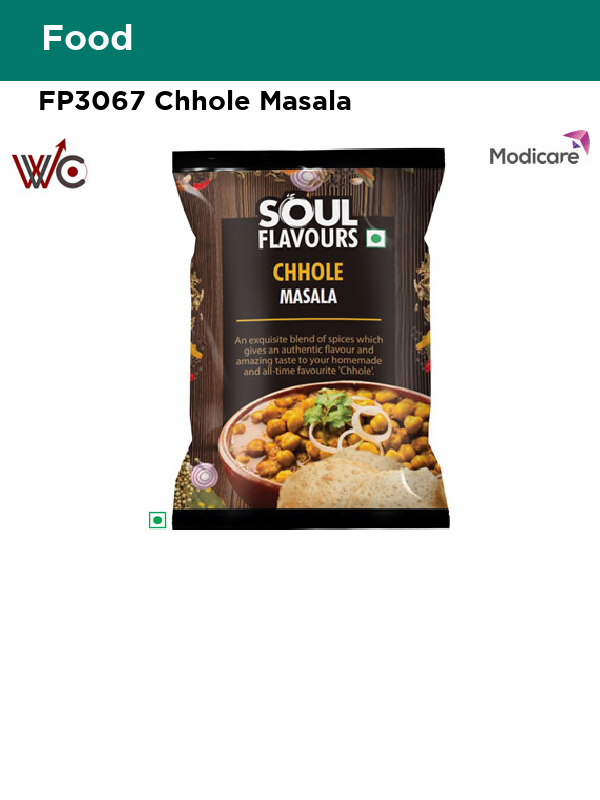 Food
FP3067 Chhole Masala
WC
Modicare
SOUL
FLAVOURS
CHHOLE
MASALA
An exquisite blend of spices which
gives an authentic flavour and
amazing taste to your homemade
and all-time favourite "Chhole'.